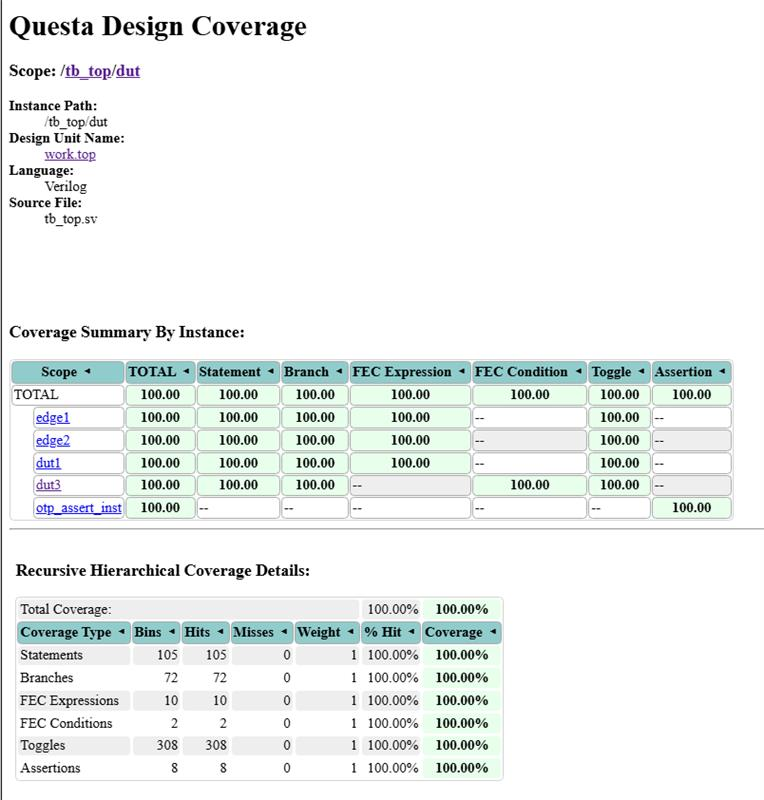 Questa Design Coverage
Scope: /tb_top/dut
Instance Path:
/tb_top/dut
Design Unit Name:
work.top
Language:
Verilog
Source File:
tb_top.sv
Coverage Summary By Instance:
Scope ◄ TOTAL ◄ Statement ◄ Branch ◄ FEC Expression ◄ FEC Condition ◄ Toggle ◄ Assertion ◄
TOTAL 100.00 100.00 100.00 100.00 100.00 100.00 100.00
edge1 100.00 100.00 100.00 100.00 -- 100.00 --
edge2 100.00 100.00 100.00 100.00 -- 100.00 --
dut1 100.00 100.00 100.00 100.00 -- 100.00 --
dut3 100.00 100.00 100.00 -- 100.00 100.00 --
otp_assert_inst 100.00 -- -- -- -- -- 100.00
Recursive Hierarchical Coverage Details:
Total Coverage: 100.00% 100.00%
Coverage Type ◄ Bins ◄ Hits ◄ Misses ◄ Weight ◄ % Hit ◄ Coverage ◄
Statements 105 105 0 1 100.00% 100.00%
Branches 72 72 0 1 100.00% 100.00%
FEC Expressions 10 10 0 1 100.00% 100.00%
FEC Conditions 2 2 0 1 100.00% 100.00%
Toggles 308 308 0 1 100.00% 100.00%
Assertions 8 8 0 1 100.00% 100.00%